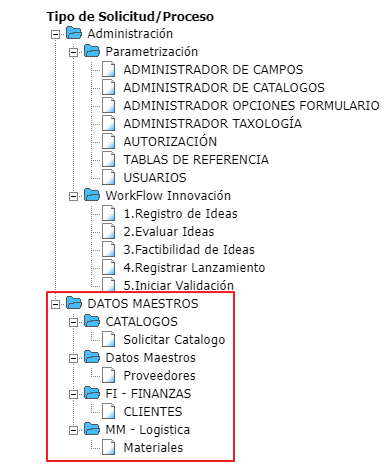 Tipo de Solicitud/Proceso
Administración
Parametrización
ADMINISTRADOR DE CAMPOS
ADMINISTRADOR DE CATALOGOS
ADMINISTRADOR OPCIONES FORMULARIO
ADMINISTRADOR TAXOLOGÍA
AUTORIZACIÓN
TABLAS DE REFERENCIA
USUARIOS
WorkFlow Innovación
1.Registro de Ideas
2.Evaluar Ideas
3.Factibilidad de Ideas
4.Registrar Lanzamiento
5.Iniciar Validación
DATOS MAESTROS
CATALOGOS
Solicitar Catalogo
Datos Maestros
Proveedores
FI - FINANZAS
CLIENTES
MM - Logistica
Materiales